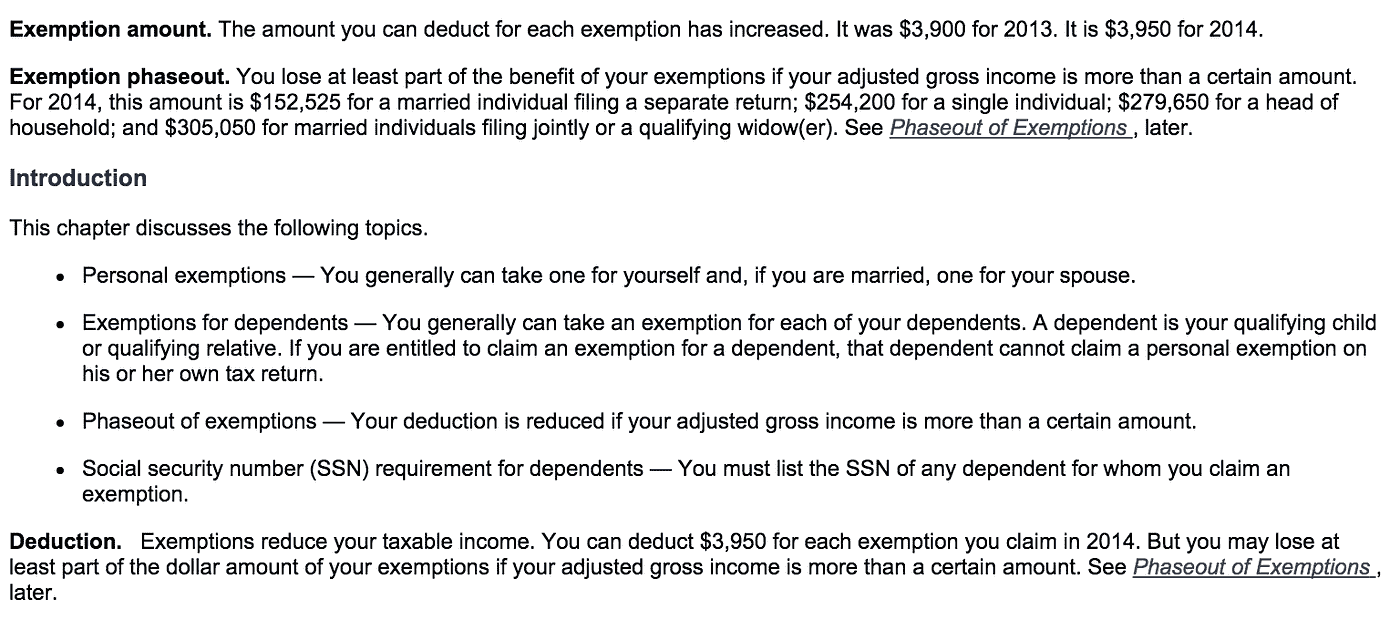 Exemption amount. The amount you can deduct for each exemption has increased. It was $3,900 for 2013. It is $3,950 for 2014.
Exemption phaseout. You lose at least part of the benefit of your exemptions if your adjusted gross income is more than a certain amount.
For 2014, this amount is $152,525 for a married individual filing a separate return; $254,200 for a single individual; $279,650 for a head of
household; and $305,050 for married individuals filing jointly or a qualifying widow(er). See Phaseout of Exemptions , later.
Introduction
This chapter discusses the following topics.
• Personal exemptions — You generally can take one for yourself and, if you are married, one for your spouse.
• Exemptions for dependents — You generally can take an exemption for each of your dependents. A dependent is your qualifying child
or qualifying relative. If you are entitled to claim an exemption for a dependent, that dependent cannot claim a personal exemption on
his or her own tax return.
• Phaseout of exemptions — Your deduction is reduced if your adjusted gross income is more than a certain amount.
• Social security number (SSN) requirement for dependents — You must list the SSN of any dependent for whom you claim an
exemption.
Deduction. Exemptions reduce your taxable income. You can deduct $3,950 for each exemption you claim in 2014. But you may lose at
least part of the dollar amount of your exemptions if your adjusted gross income is more than a certain amount. See Phaseout of Exemptions ,
later.